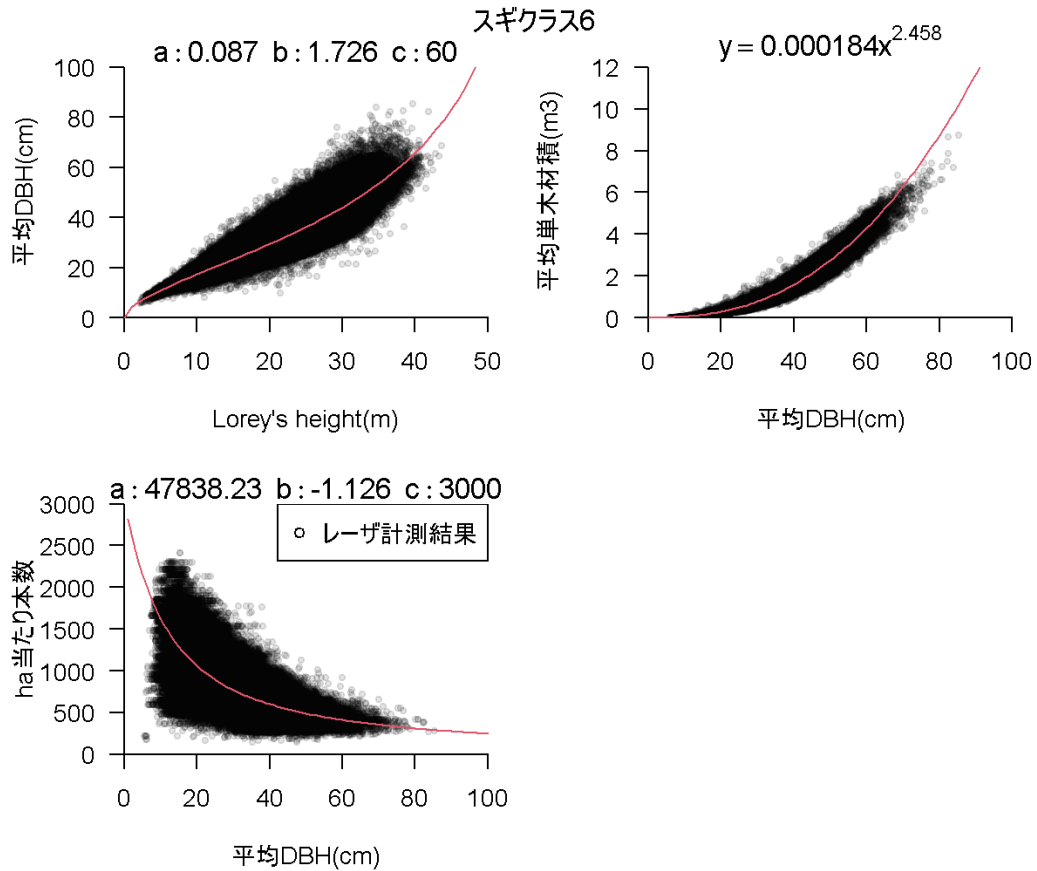 スギクラス6
a : 0.087 b : 1.726 c : 60
100
80
60
40
20
0
平均DBH(cm)
0 10 20 30 40 50
Lorey's height(m)
y = 0.000184x^2.458
12
10
8
6
4
2
0
平均単木材積(m3)
0 20 40 60 80 100
平均DBH(cm)
a : 47838.23 b : -1.126 c : 3000
レーザ計測結果
3000
2500
2000
1500
1000
500
0
ha当たり本数
0 20 40 60 80 100
平均DBH(cm)